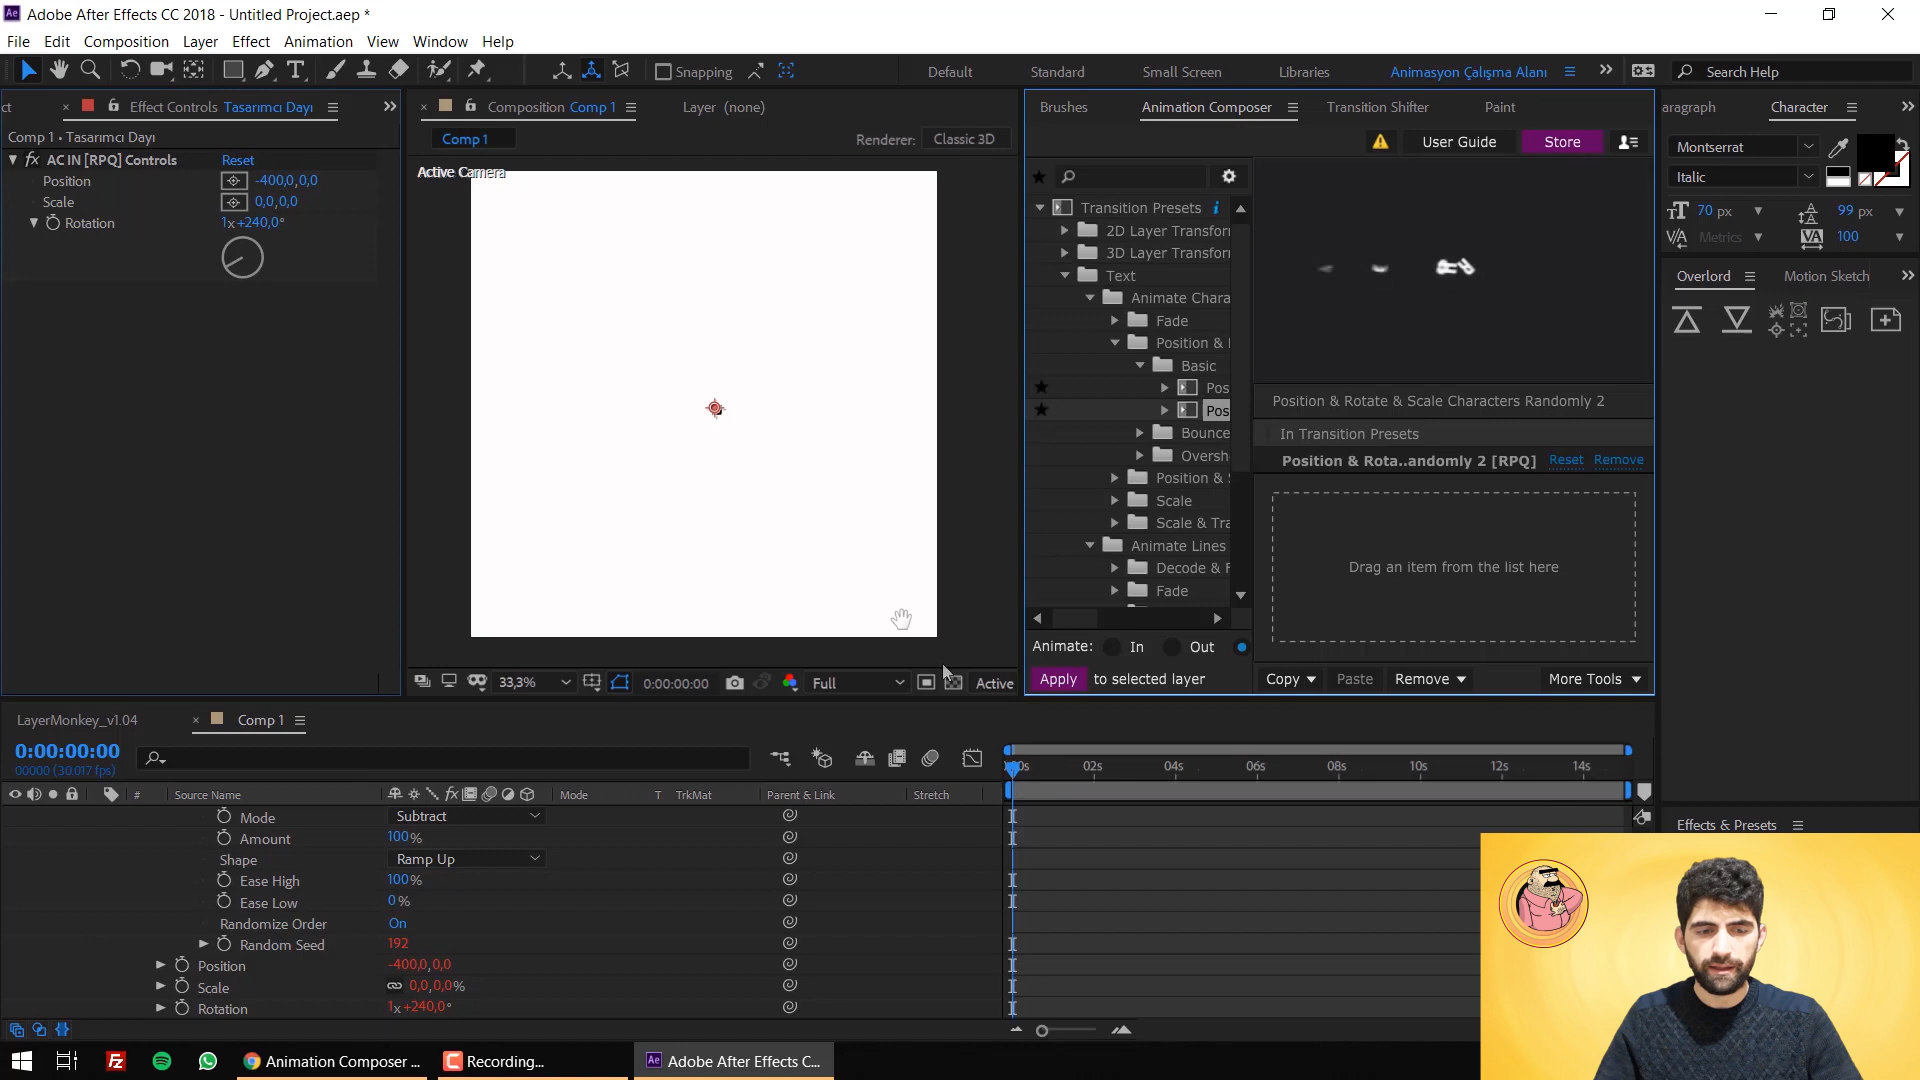 Adobe After Effects CC 2018 - Untitled Project.aep *
File Edit Composition Layer Effect Animation View Window Help
Snapping Default Standard Small Screen Libraries Animasyon Çalışma Alanı Search Help
Effect Controls Tasarımcı Dayı
Comp 1 • Tasarımcı Dayı
fx AC IN [RPQ] Controls Reset
Position -400,0,0,0
Scale 0,0,0,0
Rotation 1x+240,0°
Composition Comp 1 Layer (none)
Comp 1 Renderer: Classic 3D
Active Camera
33,3% 0:00:00:00 Full Active
Brushes Animation Composer Transition Shifter Paint
User Guide Store
Transition Presets
2D Layer Transform
3D Layer Transform
Text
Animate Chara
Fade
Position &
Basic
Pos
Pos
Bounce
Oversh
Position &
Scale
Scale & Tra
Animate Lines
Decode & F
Fade
Position & Rotate & Scale Characters Randomly 2
In Transition Presets
Position & Rota..andomly 2 [RPQ] Reset Remove
Drag an item from the list here
Animate: In Out
Apply to selected layer Copy Paste Remove More Tools
aragraph Character
Montserrat
Italic
70 px 99 px
Metrics 100
Overlord Motion Sketch
Effects & Presets
LayerMonkey_v1.04 Comp 1
0:00:00:00
00000 (30.017 fps)
# Source Name Mode T TrkMat Parent & Link Stretch
02s 04s 06s 08s 10s 12s 14s
Mode Subtract
Amount 100%
Shape Ramp Up
Ease High 100%
Ease Low 0%
Randomize Order On
Random Seed 192
Position -400,0,0,0
Scale 0,0,0,0%
Rotation 1x+240,0°
Animation Composer ... Recording... Adobe After Effects C...